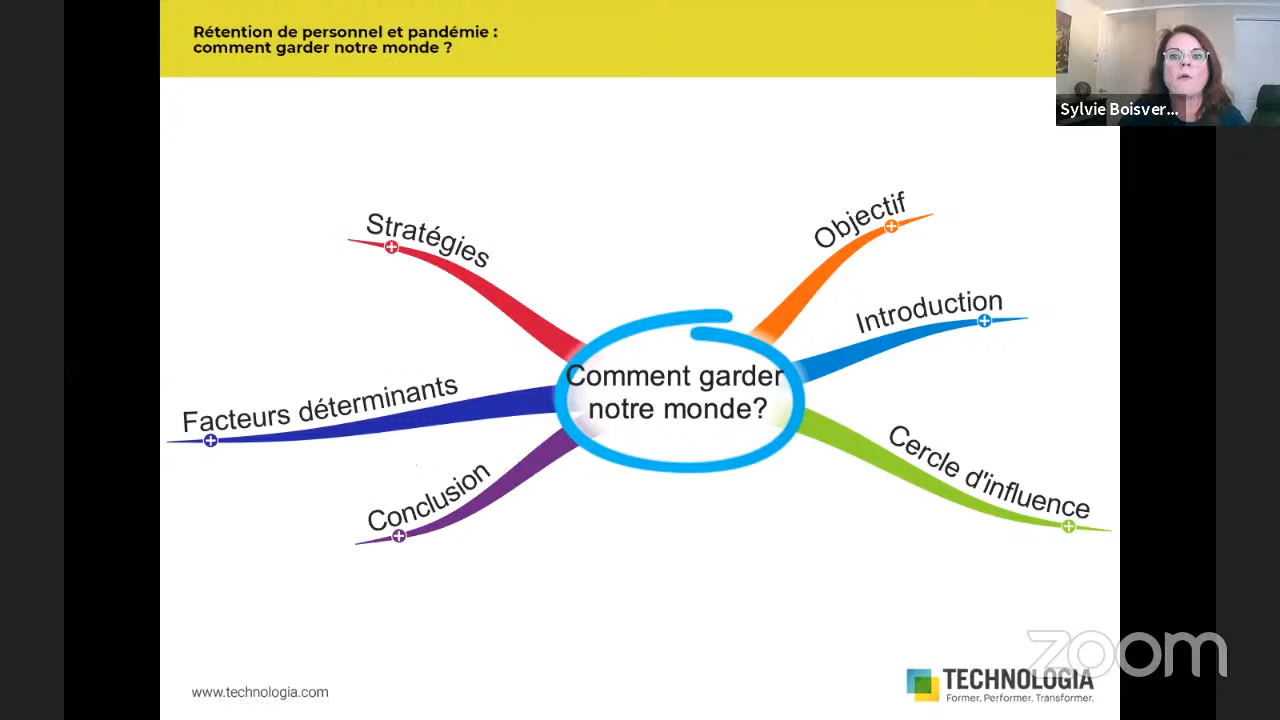 Rétention de personnel et pandémie :
comment garder notre monde ?
Sylvie Boisver...
Stratégies
Objectif
Introduction
Comment garder
notre monde?
Facteurs déterminants
Cercle d'influence
Conclusion
zoom
www.technologia.com
TECHNOLOGIA
Former. Performer. Transformer.